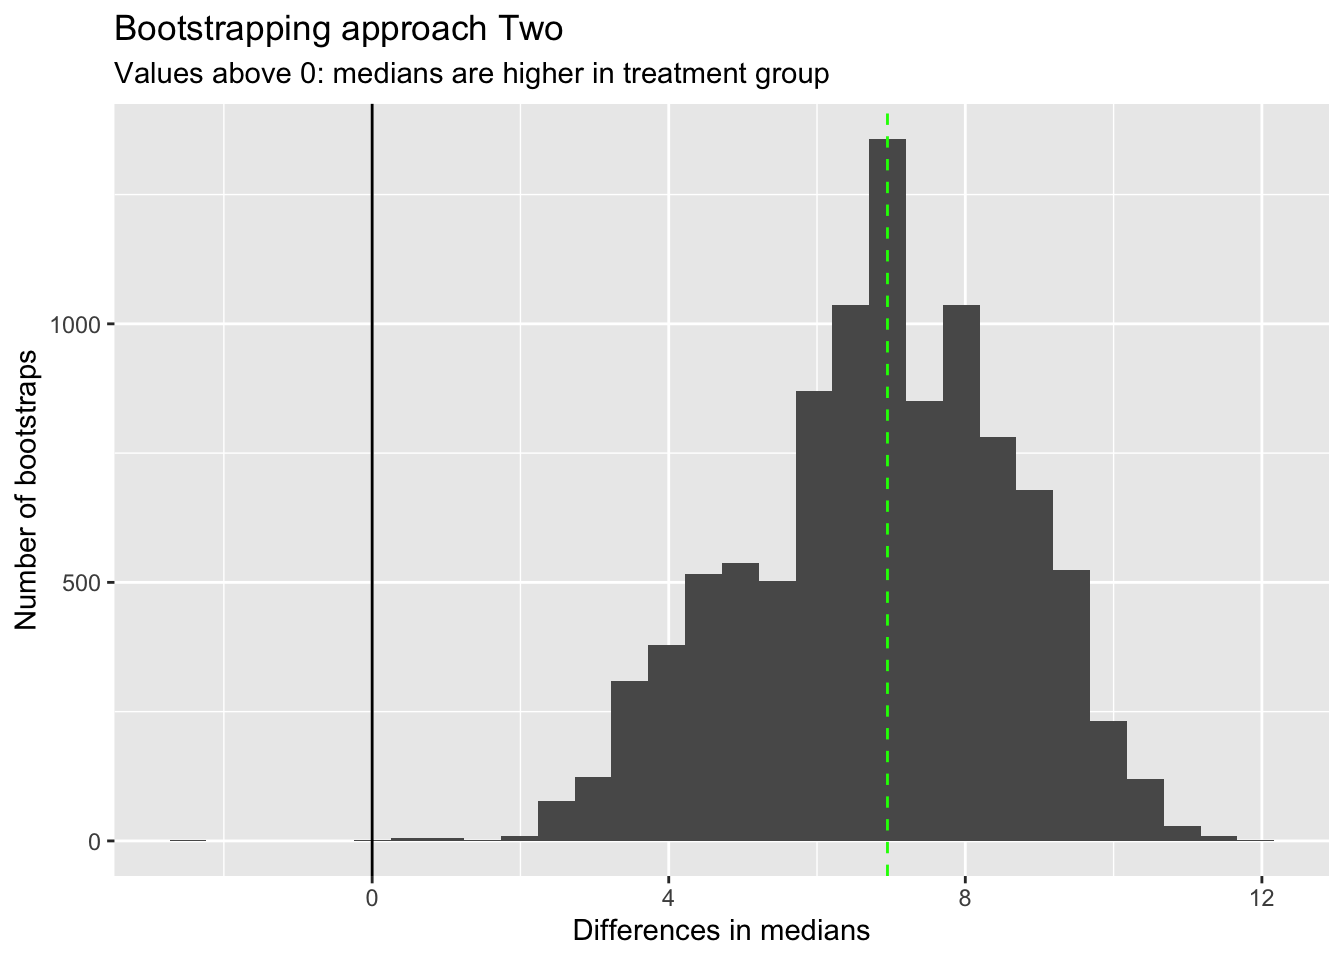 Bootstrapping approach Two
Values above 0: medians are higher in treatment group
Number of bootstraps
1000
500
0
0 4 8 12
Differences in medians